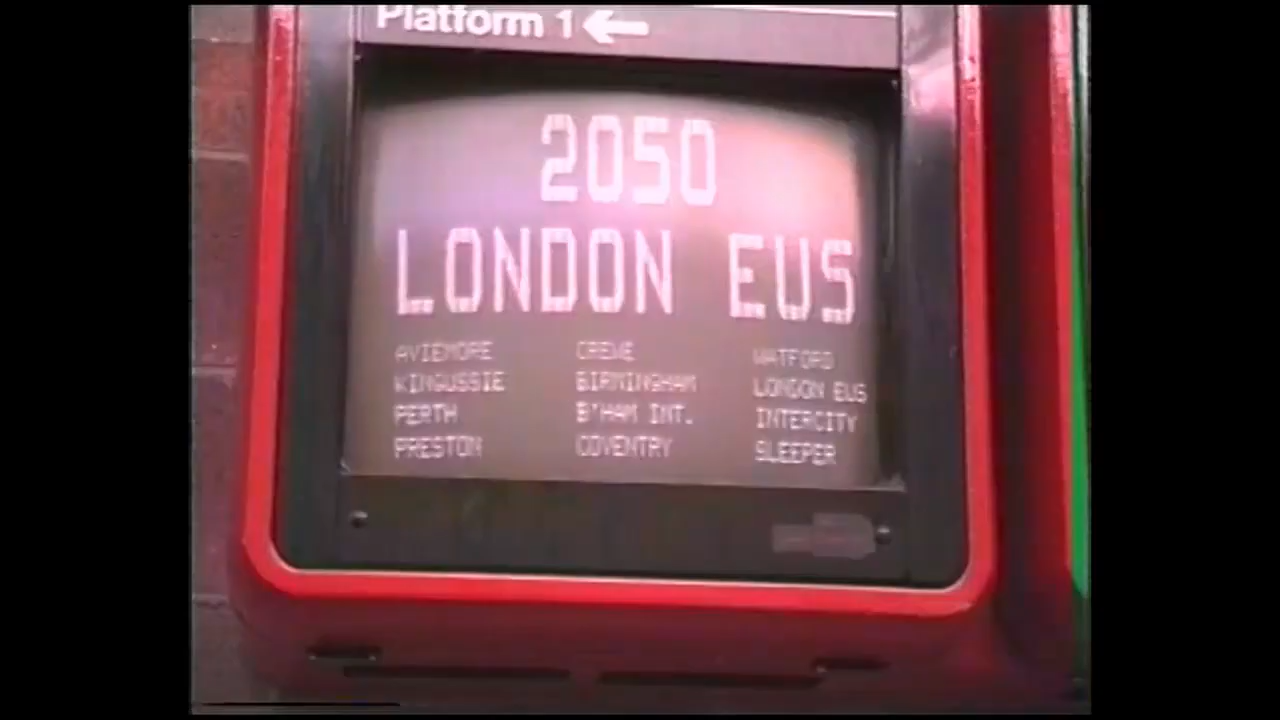 Platform 1 ←
2050
LONDON EUS
AVIEMORE
KINGUSSIE
PERTH
PRESTON
CREWE
BIRMINGHAM
B'HAM INT.
COVENTRY
WATFORD
LONDON EUS
INTERCITY
SLEEPER